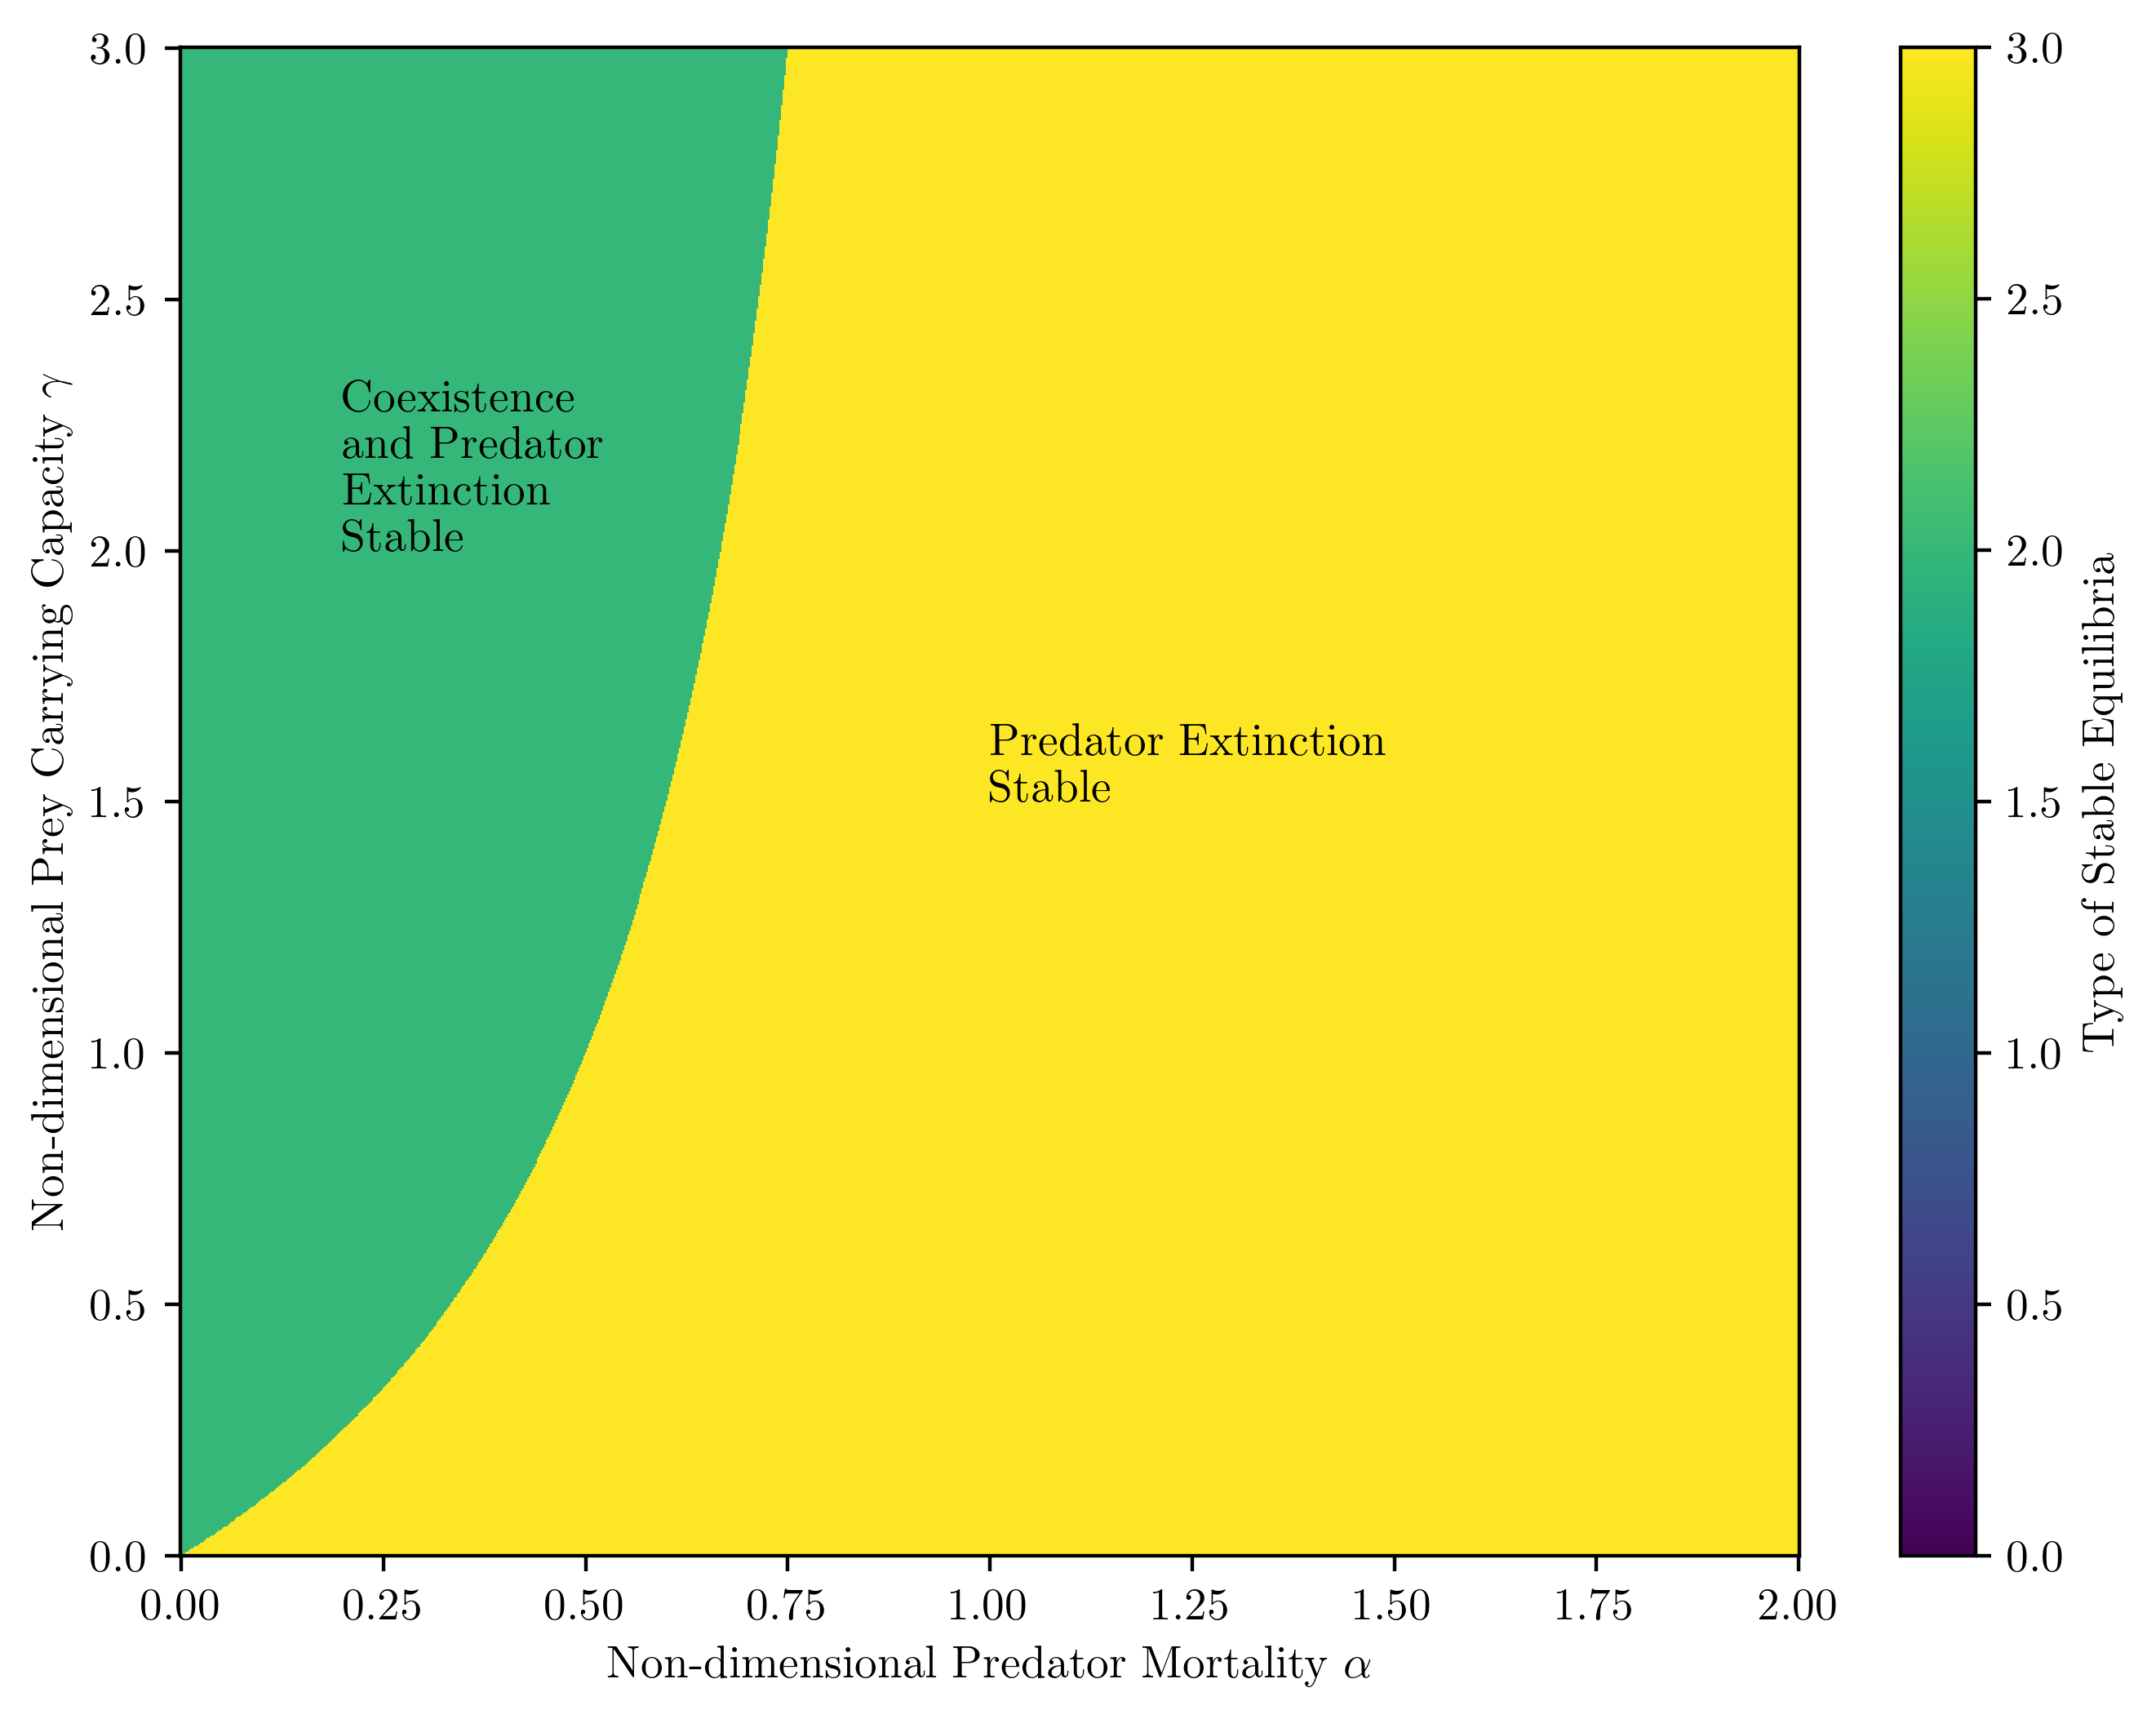 3.0
2.5
2.0
1.5
1.0
0.5
0.0
Non-dimensional Prey Carrying Capacity γ
Coexistence
and Predator
Extinction
Stable
Predator Extinction
Stable
0.00 0.25 0.50 0.75 1.00 1.25 1.50 1.75 2.00
Non-dimensional Predator Mortality α
3.0
2.5
2.0
1.5
1.0
0.5
0.0
Type of Stable Equilibria